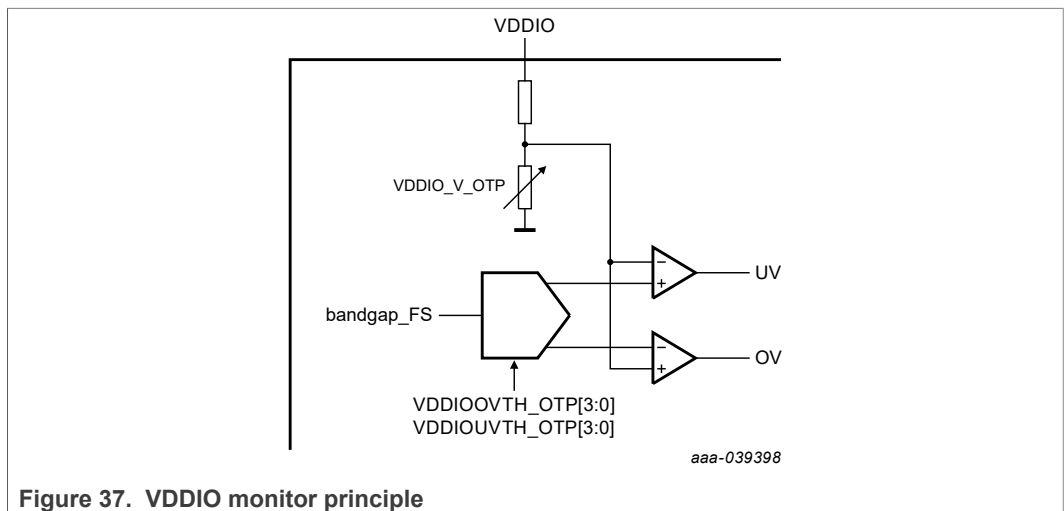 VDDIO
VDDIO_V_OTP
−
+
UV
bandgap_FS
−
+
OV
VDDIOOVTH_OTP[3:0]
VDDIOUVTH_OTP[3:0]
aaa-039398
Figure 37. VDDIO monitor principle